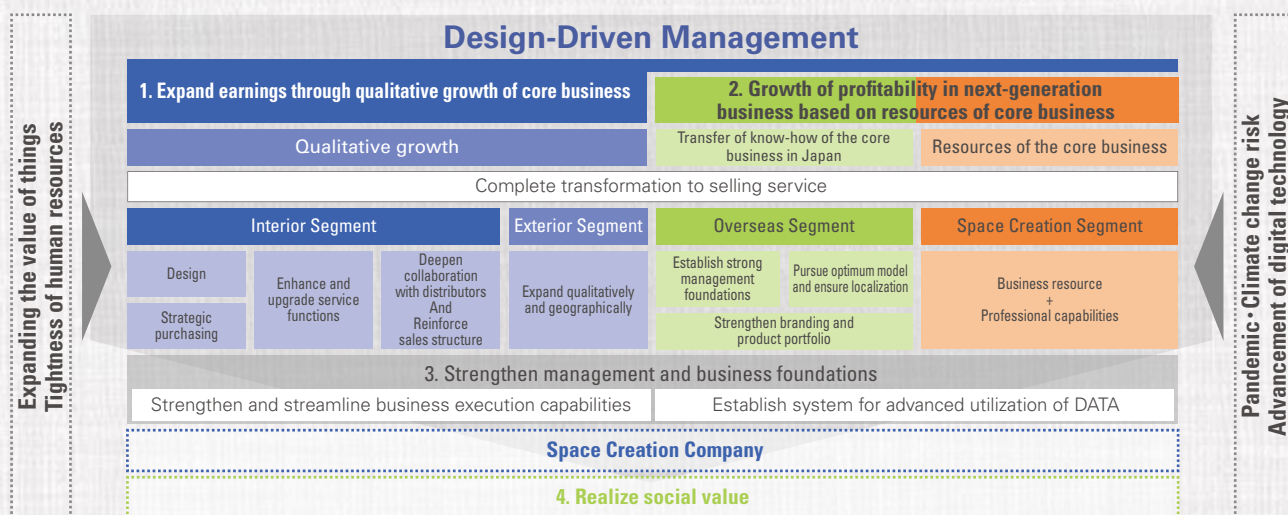 Design-Driven Management
Expanding the value of things
Tightness of human resources
1. Expand earnings through qualitative growth of core business
2. Growth of profitability in next-generation
business based on resources of core business
Qualitative growth
Transfer of know-how of the core
business in Japan
Resources of the core business
Complete transformation to selling service
Interior Segment
Exterior Segment
Overseas Segment
Space Creation Segment
Design
Strategic
purchasing
Enhance and
upgrade service
functions
Deepen
collaboration
with distributors
And
Reinforce
sales structure
Expand qualitatively
and geographically
Establish strong
management
foundations
Pursue optimum model
and ensure localization
Strengthen branding and
product portfolio
Business resource
+
Professional capabilities
3. Strengthen management and business foundations
Strengthen and streamline business execution capabilities
Establish system for advanced utilization of DATA
Space Creation Company
4. Realize social value
Pandemic • Climate change risk
Advancement of digital technology